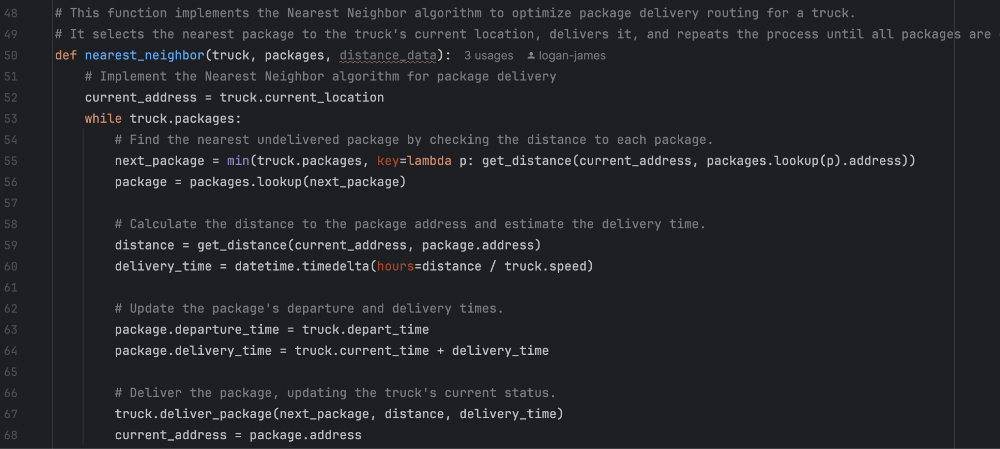 48 # This function implements the Nearest Neighbor algorithm to optimize package delivery routing for a truck.
49 # It selects the nearest package to the truck's current location, delivers it, and repeats the process until all packages are
50 def nearest_neighbor(truck, packages, distance_data): 3 usages logan-james
51     # Implement the Nearest Neighbor algorithm for package delivery
52     current_address = truck.current_location
53     while truck.packages:
54         # Find the nearest undelivered package by checking the distance to each package.
55         next_package = min(truck.packages, key=lambda p: get_distance(current_address, packages.lookup(p).address))
56         package = packages.lookup(next_package)
57
58         # Calculate the distance to the package address and estimate the delivery time.
59         distance = get_distance(current_address, package.address)
60         delivery_time = datetime.timedelta(hours=distance / truck.speed)
61
62         # Update the package's departure and delivery times.
63         package.departure_time = truck.depart_time
64         package.delivery_time = truck.current_time + delivery_time
65
66         # Deliver the package, updating the truck's current status.
67         truck.deliver_package(next_package, distance, delivery_time)
68         current_address = package.address